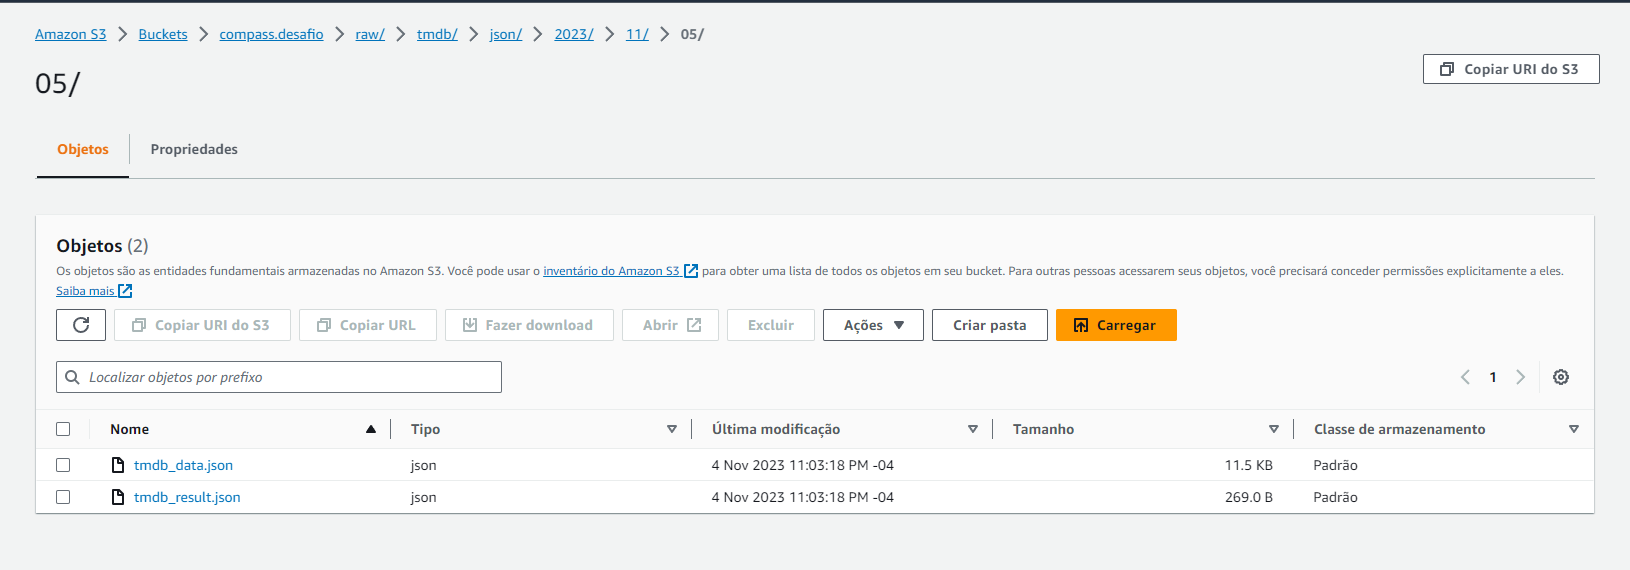 Amazon S3 > Buckets > compass.desafio > raw/ > tmdb/ > json/ > 2023/ > 11/ > 05/
05/
Copiar URI do S3
Objetos Propriedades
Objetos (2)
Os objetos são as entidades fundamentais armazenadas no Amazon S3. Você pode usar o inventário do Amazon S3 para obter uma lista de todos os objetos em seu bucket. Para outras pessoas acessarem seus objetos, você precisará conceder permissões explicitamente a eles.
Saiba mais
Copiar URI do S3 Copiar URL Fazer download Abrir Excluir Ações Criar pasta Carregar
Localizar objetos por prefixo 1
Nome Tipo Última modificação Tamanho Classe de armazenamento
tmdb_data.json json 4 Nov 2023 11:03:18 PM -04 11.5 KB Padrão
tmdb_result.json json 4 Nov 2023 11:03:18 PM -04 269.0 B Padrão